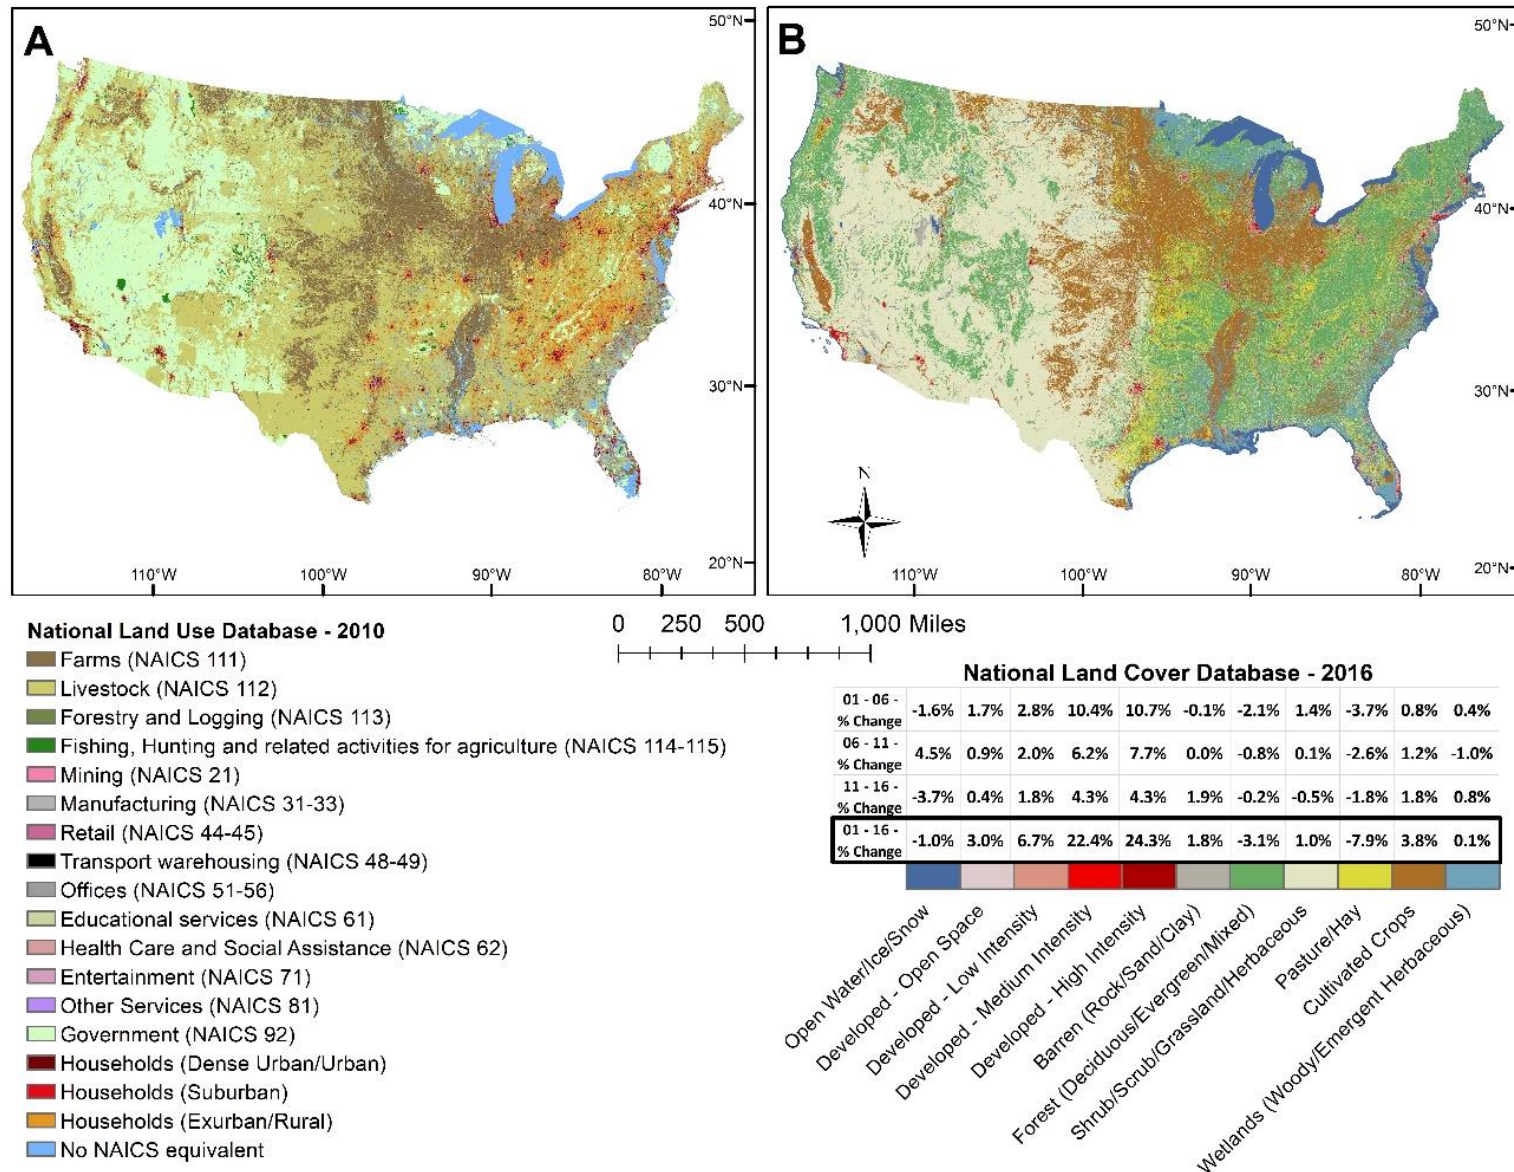 A
B
50°N
40°N
30°N
20°N
110°W 100°W 90°W 80°W
50°N
40°N
30°N
20°N
N
110°W 100°W 90°W 80°W
0 250 500 1,000 Miles
National Land Use Database - 2010
Farms (NAICS 111)
Livestock (NAICS 112)
Forestry and Logging (NAICS 113)
Fishing, Hunting and related activities for agriculture (NAICS 114-115)
Mining (NAICS 21)
Manufacturing (NAICS 31-33)
Retail (NAICS 44-45)
Transport warehousing (NAICS 48-49)
Offices (NAICS 51-56)
Educational services (NAICS 61)
Health Care and Social Assistance (NAICS 62)
Entertainment (NAICS 71)
Other Services (NAICS 81)
Government (NAICS 92)
Households (Dense Urban/Urban)
Households (Suburban)
Households (Exurban/Rural)
No NAICS equivalent
National Land Cover Database - 2016
01 - 06 -
% Change
-1.6% 1.7% 2.8% 10.4% 10.7% -0.1% -2.1% 1.4% -3.7% 0.8% 0.4%
06 - 11 -
% Change
4.5% 0.9% 2.0% 6.2% 7.7% 0.0% -0.8% 0.1% -2.6% 1.2% -1.0%
11 - 16 -
% Change
-3.7% 0.4% 1.8% 4.3% 4.3% 1.9% -0.2% -0.5% -1.8% 1.8% 0.8%
01 - 16 -
% Change
-1.0% 3.0% 6.7% 22.4% 24.3% 1.8% -3.1% 1.0% -7.9% 3.8% 0.1%
Open Water/Ice/Snow
Developed - Open Space
Developed - Low Intensity
Developed - Medium Intensity
Developed - High Intensity
Barren (Rock/Sand/Clay)
Forest (Deciduous/Evergreen/Mixed)
Shrub/Scrub/Grassland/Herbaceous
Pasture/Hay
Cultivated Crops
Wetlands (Woody/Emergent Herbaceous)